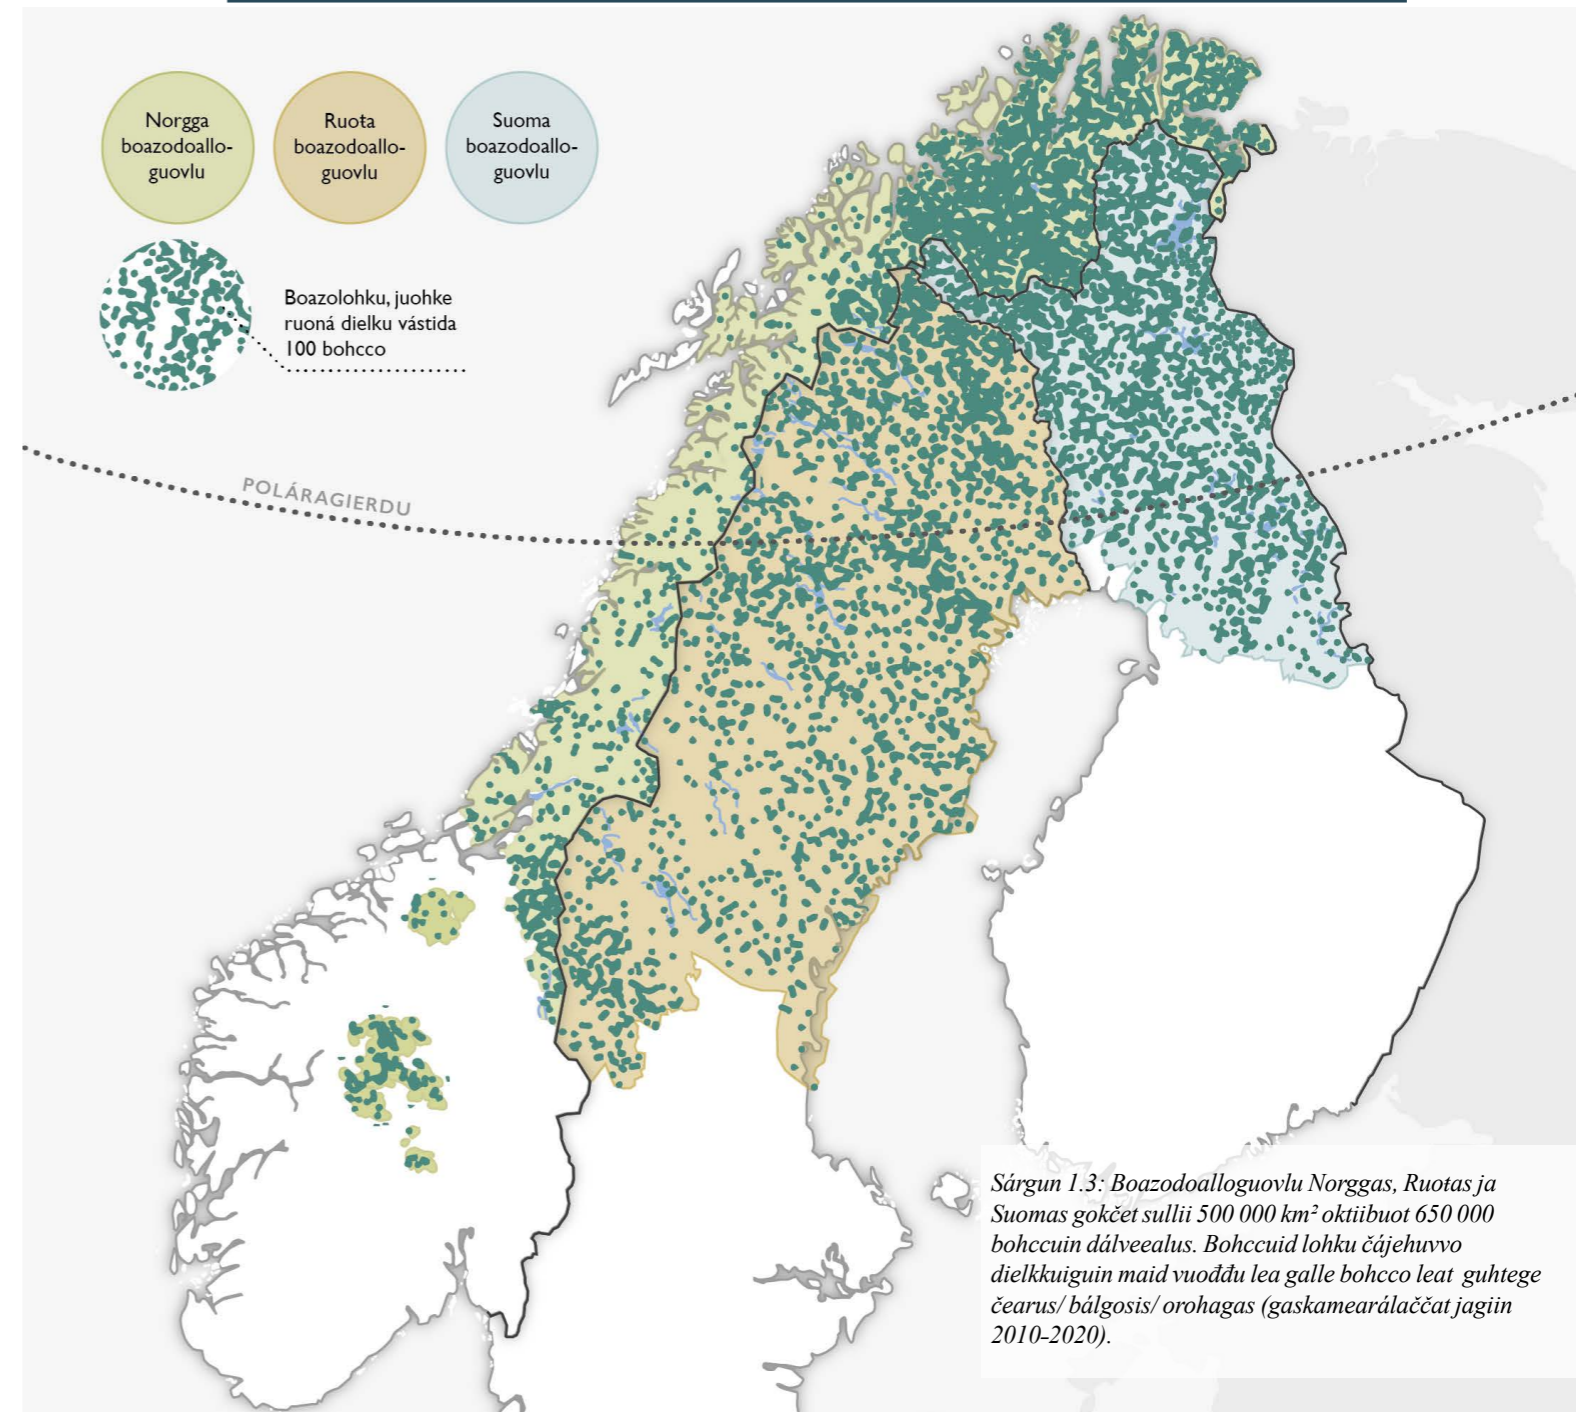 Norgga
boazodoallo-
guovlu
Ruoŧa
boazodoallo-
guovlu
Suoma
boazodoallo-
guovlu
Boazolohku, juohke
ruoná dielku vástida
100 bohcco
POLÁRAGIERDU
Sárgun 1.3: Boazodoalloguovlu Norggas, Ruoŧas ja
Suomas gokčet sullii 500 000 km² oktiibuot 650 000
bohccuin dálveealus. Bohccuid lohku čájehuvvo
dielkkuiguin maid vuođđu lea galle bohcco leat guhtege
čearus/ bálgosis/ orohagas (gaskamearálaččat jagiin
2010-2020).